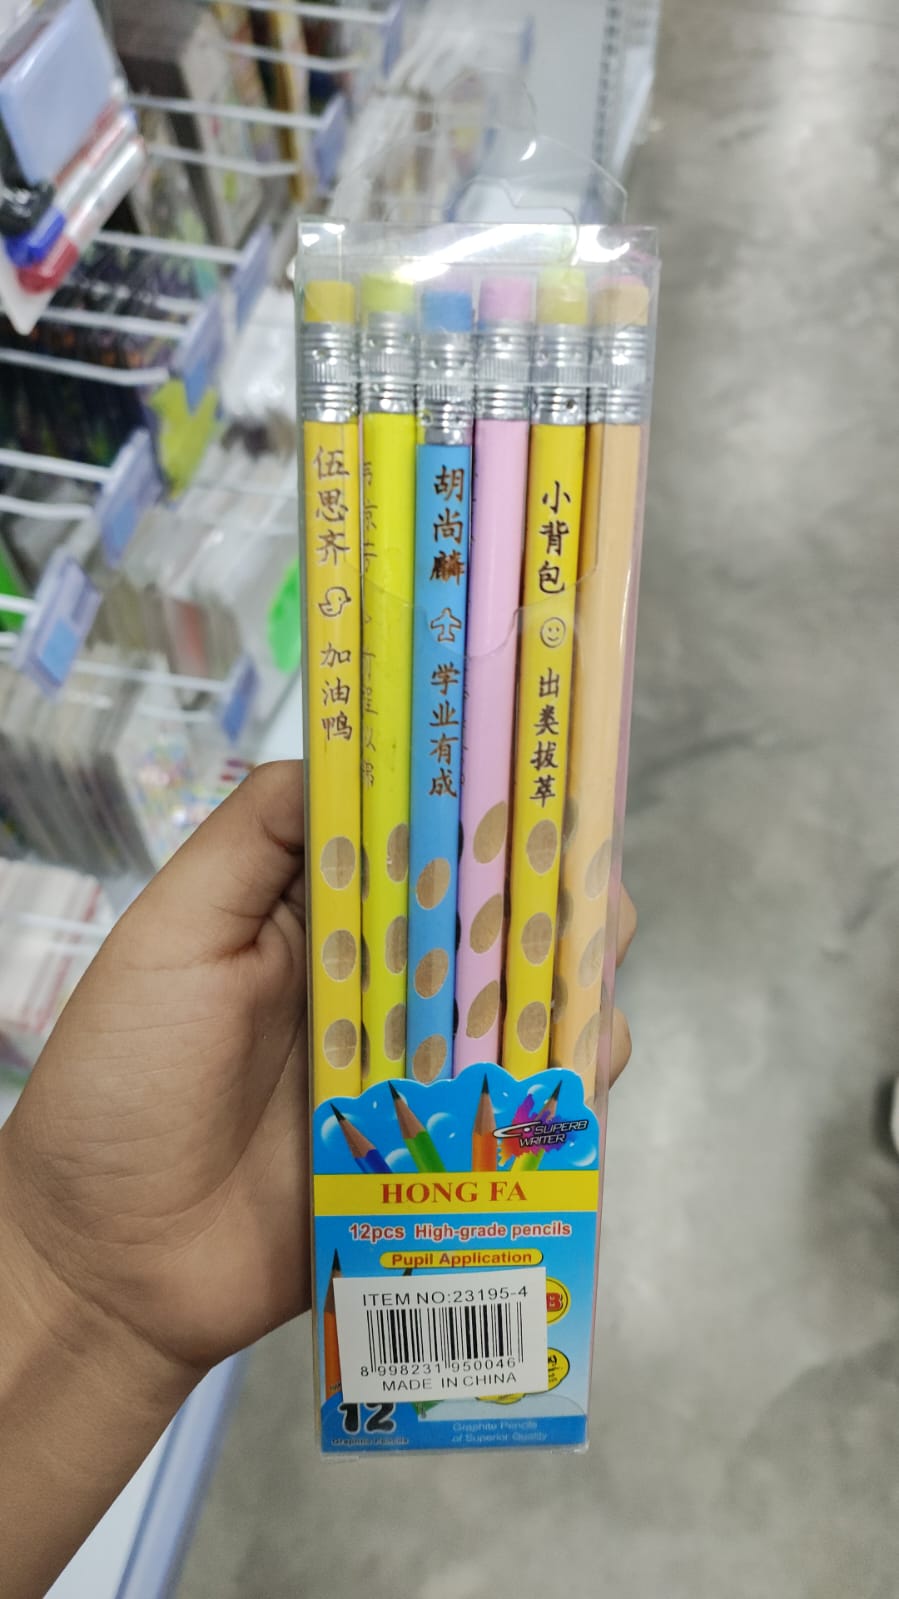 伍思齐 加油鸭
胡尚麟 学业有成
小背包 出类拔萃
SUPERB
WRITER
HONG FA
12pcs High-grade pencils
Pupil Application
ITEM NO:23195-4
8 998231 950046
MADE IN CHINA
12
Graphite Pencils
Graphite Pencils
of Superior Quality